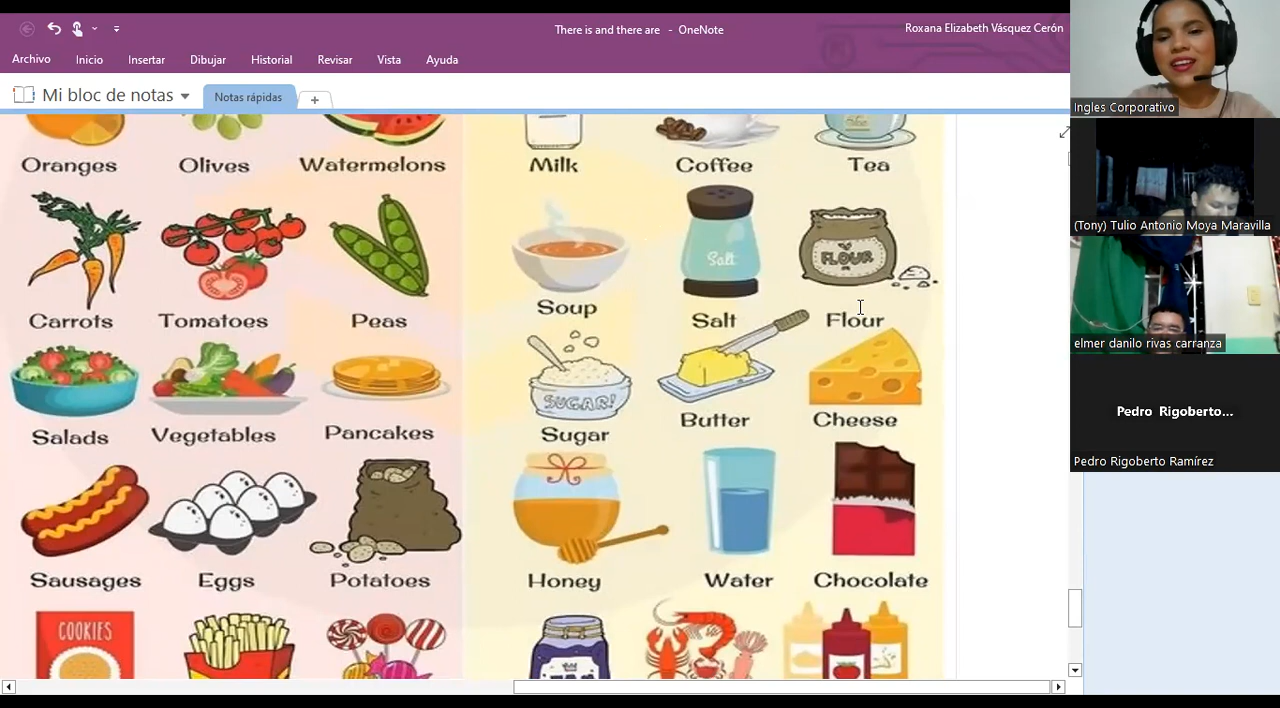 There is and there are - OneNote
Roxana Elizabeth Vásquez Cerón
Archivo Inicio Insertar Dibujar Historial Revisar Vista Ayuda
Mi bloc de notas
Notas rápidas
Oranges Olives Watermelons Milk Coffee Tea
Salt
FLOUR
Carrots Tomatoes Peas Soup Salt Flour
SUGAR!
Salads Vegetables Pancakes Sugar Butter Cheese
Sausages Eggs Potatoes Honey Water Chocolate
COOKIES
Ingles Corporativo
(Tony) Tulio Antonio Moya Maravilla
elmer danilo rivas carranza
Pedro Rigoberto...
Pedro Rigoberto Ramírez